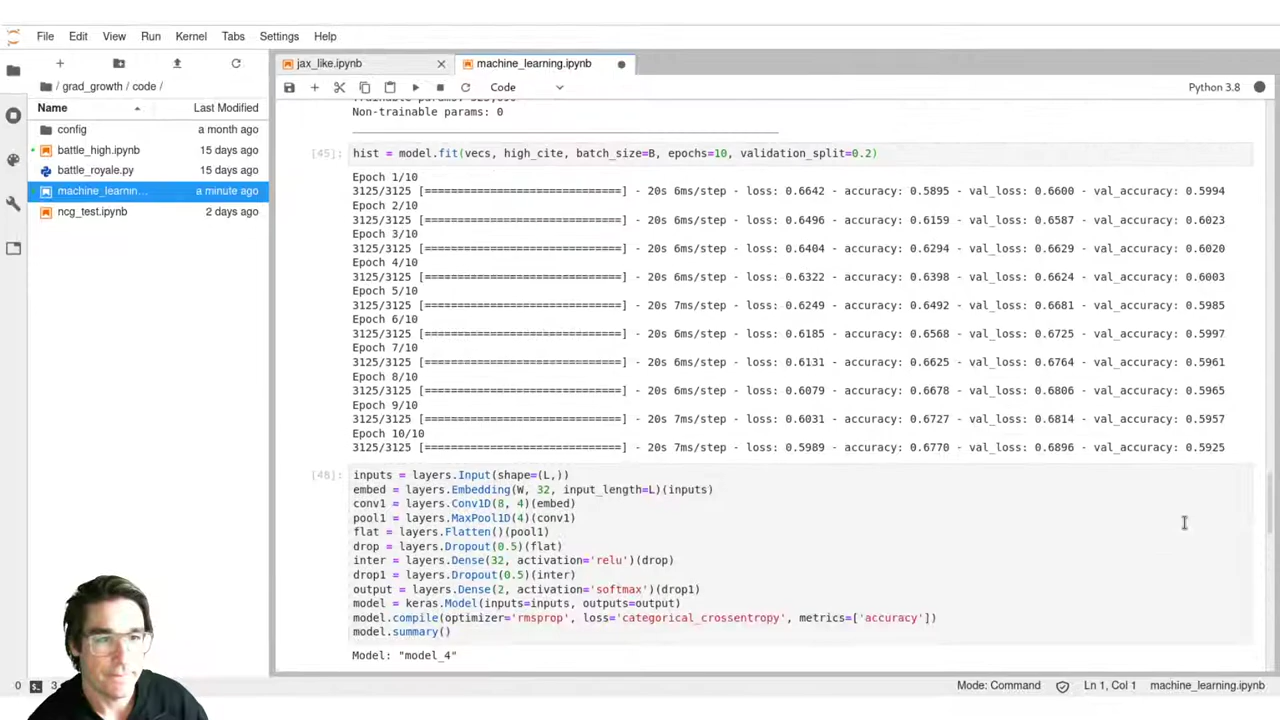 File Edit View Run Kernel Tabs Settings Help
jax_like.ipynb
machine_learning.ipynb
/ grad_growth / code /
Code
Python 3.8
Name Last Modified
config a month ago
battle_high.ipynb 15 days ago
battle_royale.py 15 days ago
machine_learnin... a minute ago
ncg_test.ipynb 2 days ago
Non-trainable params: 0
[45]: hist = model.fit(vecs, high_cite, batch_size=B, epochs=10, validation_split=0.2)
Epoch 1/10
3125/3125 [==============================] - 20s 6ms/step - loss: 0.6642 - accuracy: 0.5895 - val_loss: 0.6600 - val_accuracy: 0.5994
Epoch 2/10
3125/3125 [==============================] - 20s 6ms/step - loss: 0.6496 - accuracy: 0.6159 - val_loss: 0.6587 - val_accuracy: 0.6023
Epoch 3/10
3125/3125 [==============================] - 20s 6ms/step - loss: 0.6404 - accuracy: 0.6294 - val_loss: 0.6629 - val_accuracy: 0.6020
Epoch 4/10
3125/3125 [==============================] - 20s 6ms/step - loss: 0.6322 - accuracy: 0.6398 - val_loss: 0.6624 - val_accuracy: 0.6003
Epoch 5/10
3125/3125 [==============================] - 20s 7ms/step - loss: 0.6249 - accuracy: 0.6492 - val_loss: 0.6681 - val_accuracy: 0.5985
Epoch 6/10
3125/3125 [==============================] - 20s 6ms/step - loss: 0.6185 - accuracy: 0.6568 - val_loss: 0.6725 - val_accuracy: 0.5997
Epoch 7/10
3125/3125 [==============================] - 20s 6ms/step - loss: 0.6131 - accuracy: 0.6625 - val_loss: 0.6764 - val_accuracy: 0.5961
Epoch 8/10
3125/3125 [==============================] - 20s 6ms/step - loss: 0.6079 - accuracy: 0.6678 - val_loss: 0.6806 - val_accuracy: 0.5965
Epoch 9/10
3125/3125 [==============================] - 20s 7ms/step - loss: 0.6031 - accuracy: 0.6727 - val_loss: 0.6814 - val_accuracy: 0.5957
Epoch 10/10
3125/3125 [==============================] - 20s 7ms/step - loss: 0.5989 - accuracy: 0.6770 - val_loss: 0.6896 - val_accuracy: 0.5925
[48]: inputs = layers.Input(shape=(L,))
embed = layers.Embedding(W, 32, input_length=L)(inputs)
conv1 = layers.Conv1D(8, 4)(embed)
pool1 = layers.MaxPool1D(4)(conv1)
flat = layers.Flatten()(pool1)
drop = layers.Dropout(0.5)(flat)
inter = layers.Dense(32, activation='relu')(drop)
drop1 = layers.Dropout(0.5)(inter)
output = layers.Dense(2, activation='softmax')(drop1)
model = keras.Model(inputs=inputs, outputs=output)
model.compile(optimizer='rmsprop', loss='categorical_crossentropy', metrics=['accuracy'])
model.summary()
Model: "model_4"
0
Mode: Command Ln 1, Col 1 machine_learning.ipynb